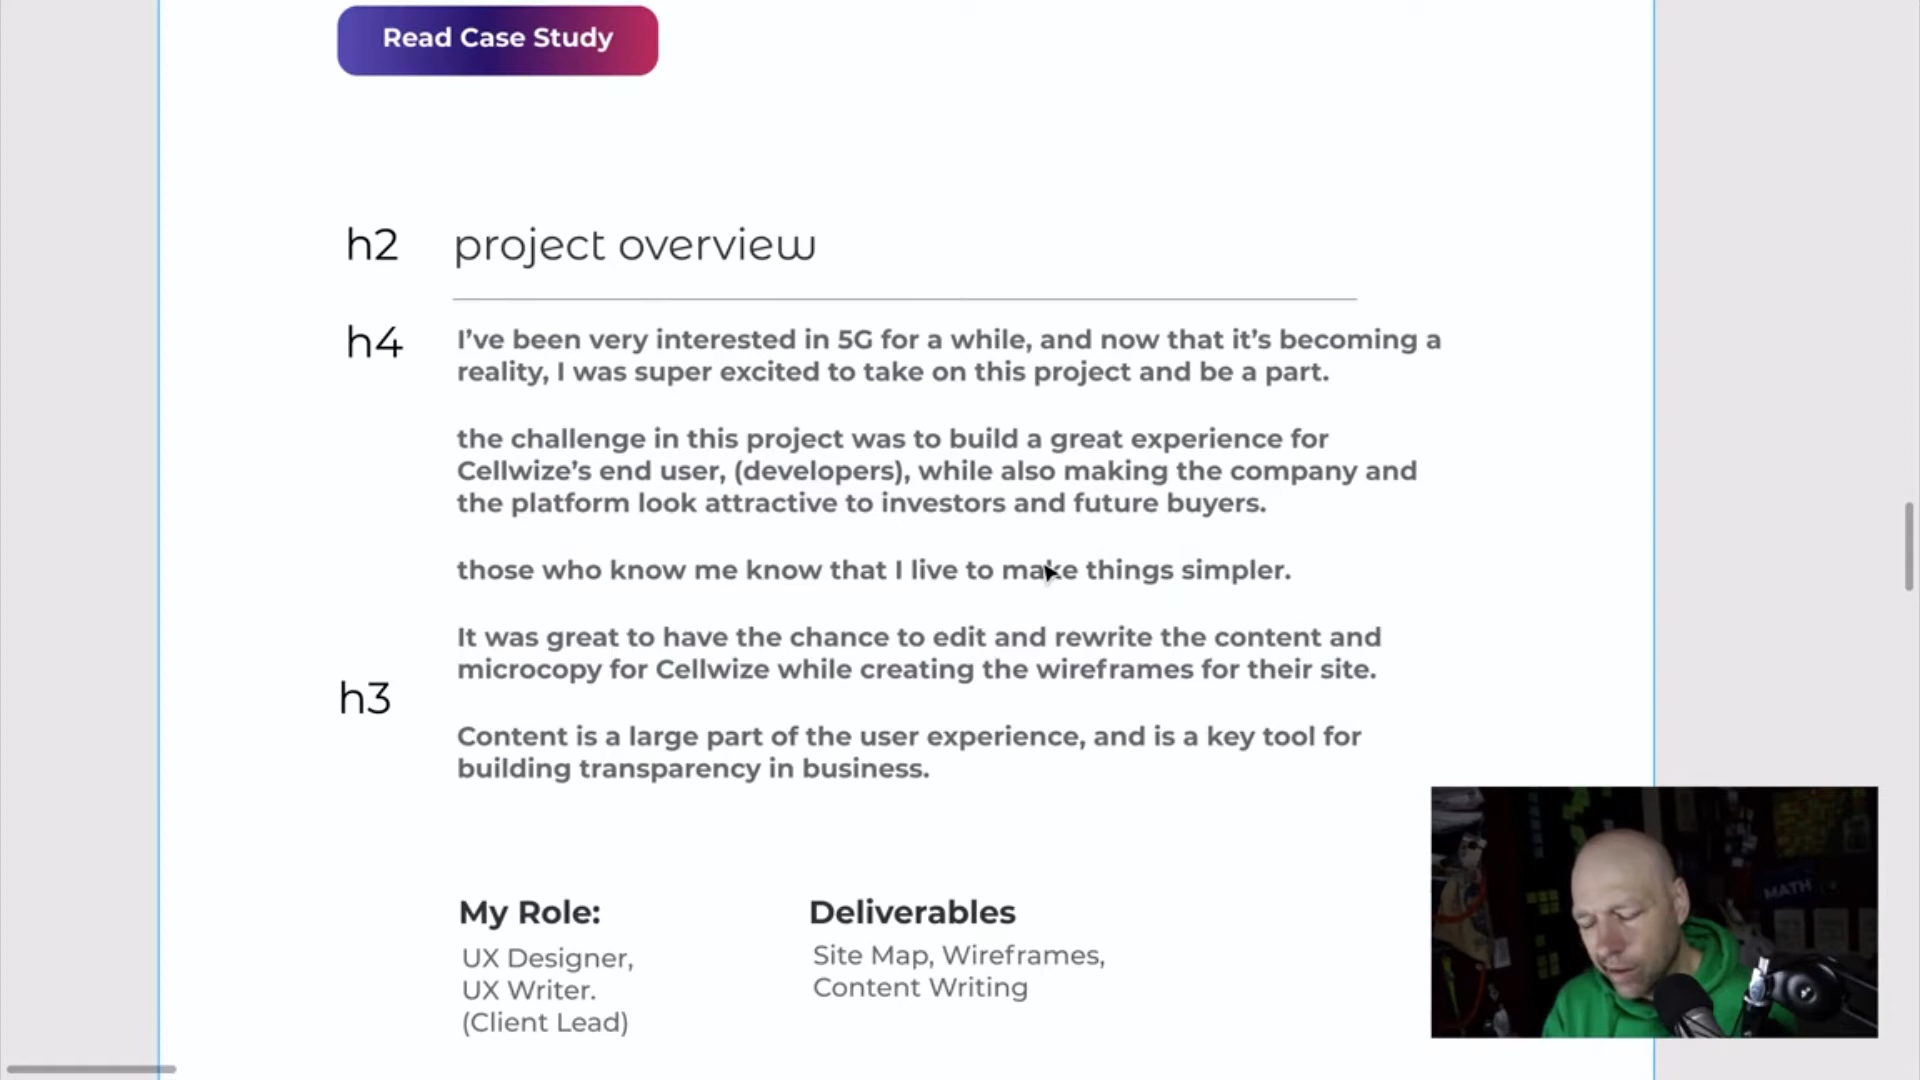 Read Case Study
h2 project overview
h4 I’ve been very interested in 5G for a while, and now that it’s becoming a
reality, I was super excited to take on this project and be a part.
the challenge in this project was to build a great experience for
Cellwize’s end user, (developers), while also making the company and
the platform look attractive to investors and future buyers.
those who know me know that I live to make things simpler.
It was great to have the chance to edit and rewrite the content and
microcopy for Cellwize while creating the wireframes for their site.
h3
Content is a large part of the user experience, and is a key tool for
building transparency in business.
My Role:
UX Designer,
UX Writer.
(Client Lead)
Deliverables
Site Map, Wireframes,
Content Writing
MATH